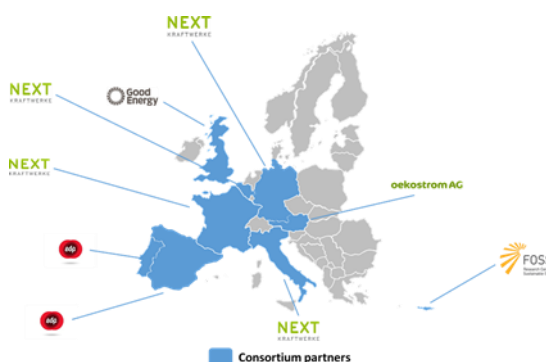 NEXT
KRAFTWERKE
NEXT
KRAFTWERKE
Good
Energy
NEXT
KRAFTWERKE
oekostrom AG
edp
FOSS
edp
NEXT
KRAFTWERKE
Consortium partners